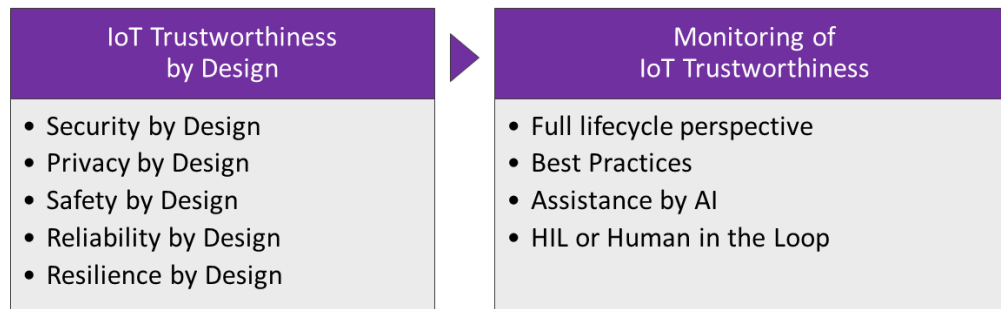 IoT Trustworthiness
by Design
• Security by Design
• Privacy by Design
• Safety by Design
• Reliability by Design
• Resilience by Design
Monitoring of
IoT Trustworthiness
• Full lifecycle perspective
• Best Practices
• Assistance by AI
• HIL or Human in the Loop